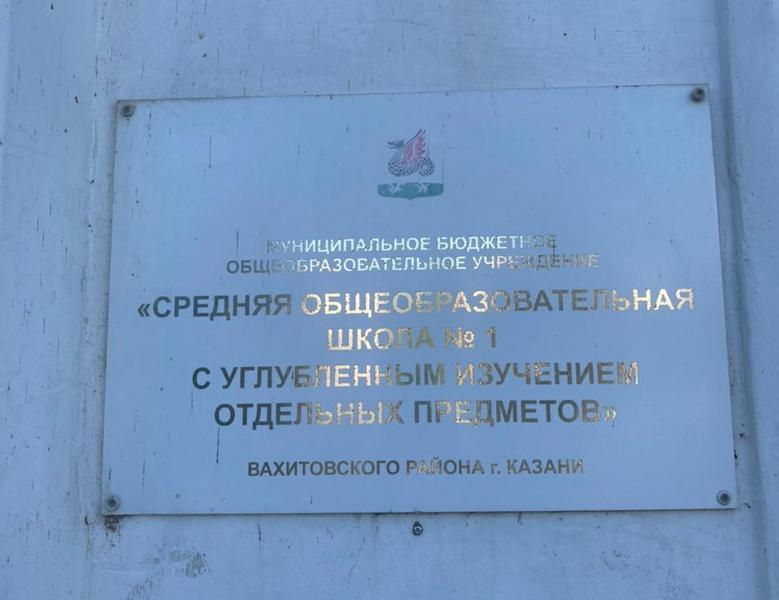 МУНИЦИПАЛЬНОЕ БЮДЖЕТНОЕ
ОБЩЕОБРАЗОВАТЕЛЬНОЕ УЧРЕЖДЕНИЕ
«СРЕДНЯЯ ОБЩЕОБРАЗОВАТЕЛЬНАЯ
ШКОЛА № 1
С УГЛУБЛЕННЫМ ИЗУЧЕНИЕМ
ОТДЕЛЬНЫХ ПРЕДМЕТОВ»
ВАХИТОВСКОГО РАЙОНА г. КАЗАНИ